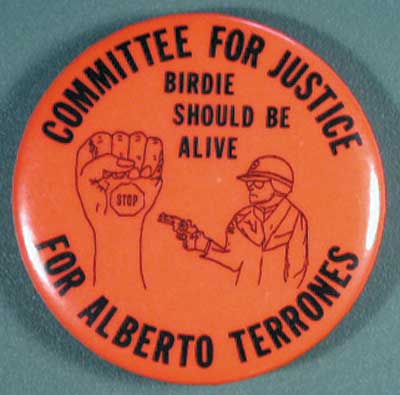 COMMITTEE FOR JUSTICE
BIRDIE
SHOULD BE
ALIVE
STOP
FOR ALBERTO TERRONES